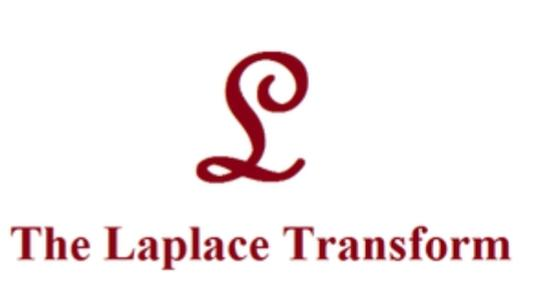 ℒ
The Laplace Transform